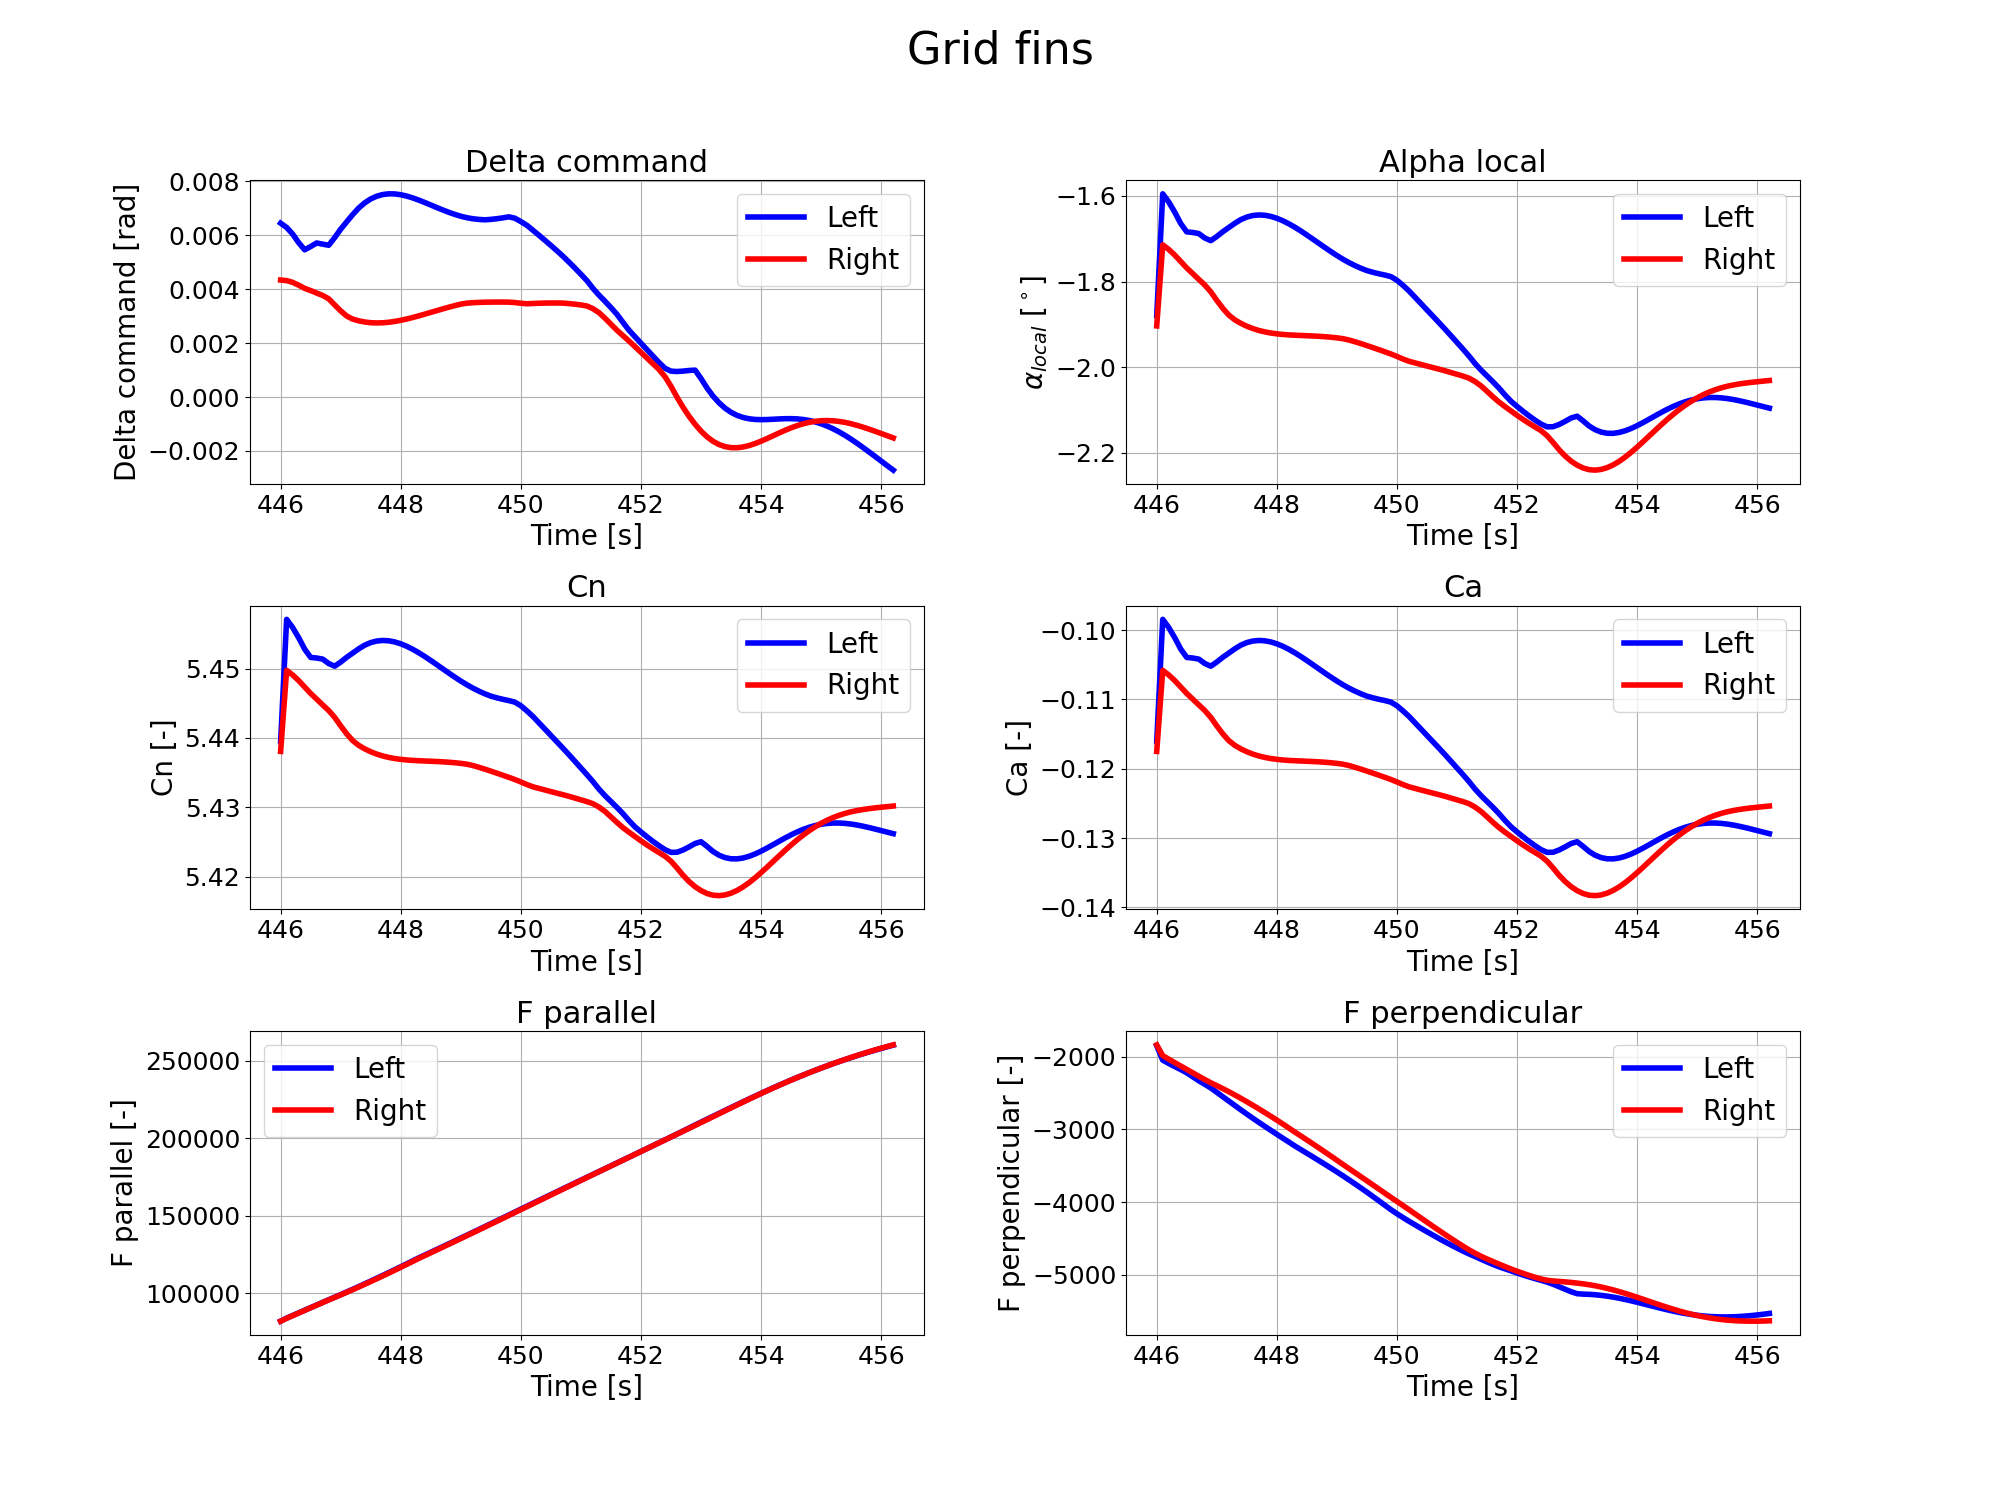 Grid fins
Delta command
0.008
0.006
0.004
0.002
0.000
−0.002
Delta command [rad]
Left
Right
446 448 450 452 454 456
Time [s]
Alpha local
−1.6
−1.8
−2.0
−2.2
α_local [°]
Left
Right
446 448 450 452 454 456
Time [s]
Cn
5.45
5.44
5.43
5.42
Cn [-]
Left
Right
446 448 450 452 454 456
Time [s]
Ca
−0.10
−0.11
−0.12
−0.13
−0.14
Ca [-]
Left
Right
446 448 450 452 454 456
Time [s]
F parallel
250000
200000
150000
100000
F parallel [-]
Left
Right
446 448 450 452 454 456
Time [s]
F perpendicular
−2000
−3000
−4000
−5000
F perpendicular [-]
Left
Right
446 448 450 452 454 456
Time [s]